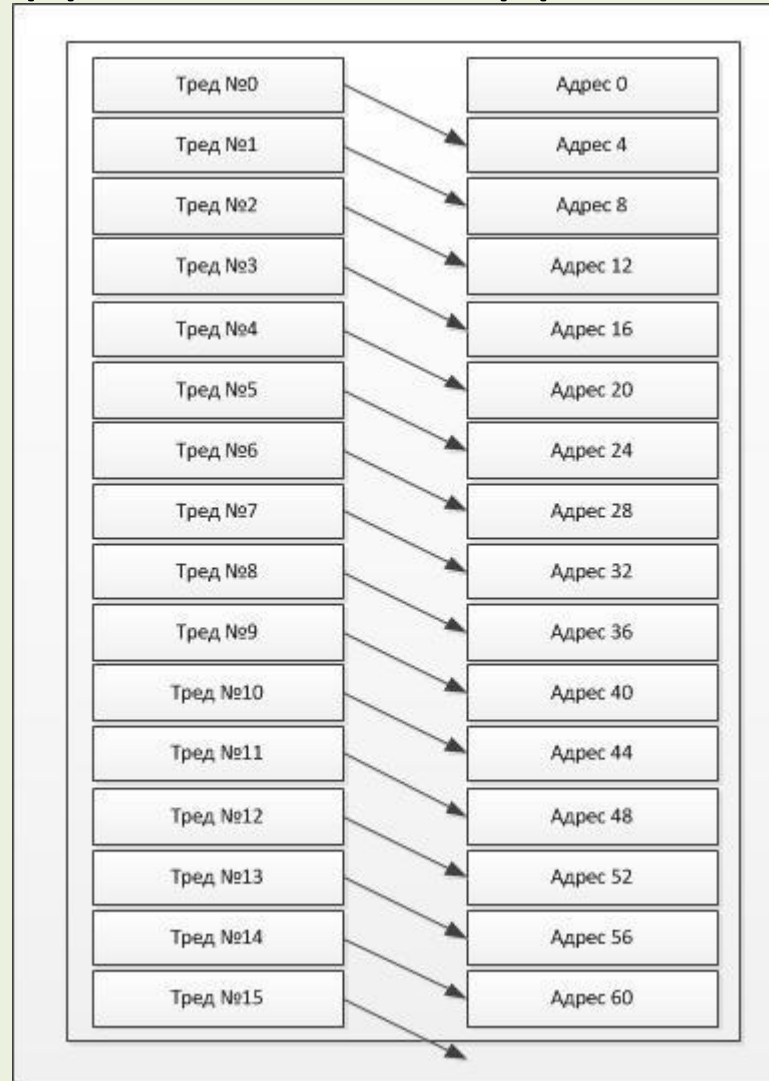 Тред №0 Адрес 0
Тред №1 Адрес 4
Тред №2 Адрес 8
Тред №3 Адрес 12
Тред №4 Адрес 16
Тред №5 Адрес 20
Тред №6 Адрес 24
Тред №7 Адрес 28
Тред №8 Адрес 32
Тред №9 Адрес 36
Тред №10 Адрес 40
Тред №11 Адрес 44
Тред №12 Адрес 48
Тред №13 Адрес 52
Тред №14 Адрес 56
Тред №15 Адрес 60